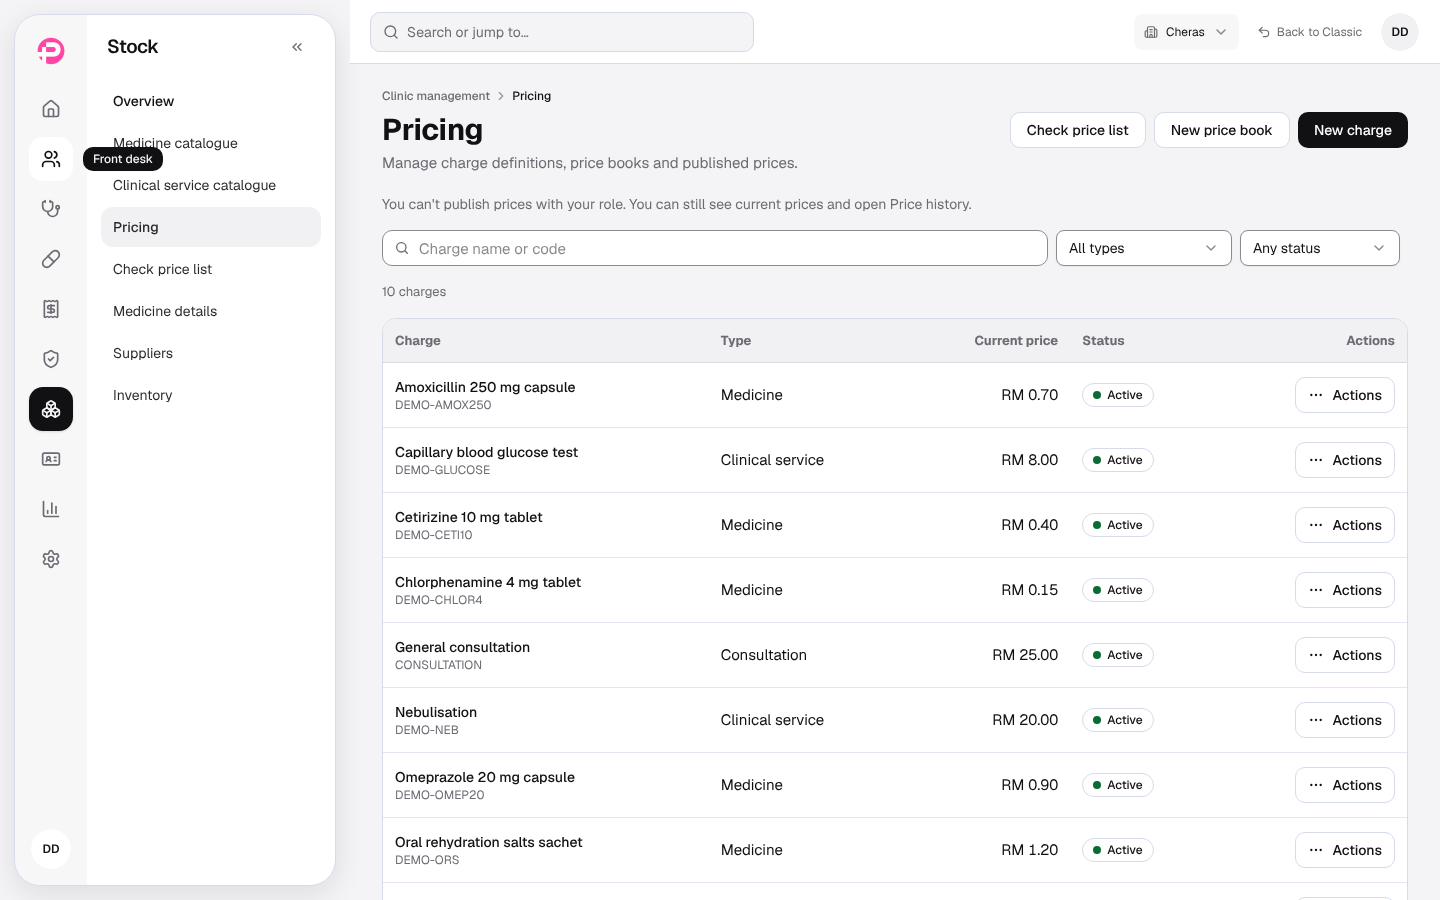 Stock
Overview
Medicine catalogue
Front desk
Clinical service catalogue
Pricing
Check price list
Medicine details
Suppliers
Inventory
DD
Search or jump to...
Cheras
Back to Classic
DD
Clinic management > Pricing
Pricing
Manage charge definitions, price books and published prices.
Check price list
New price book
New charge
You can't publish prices with your role. You can still see current prices and open Price history.
Charge name or code
All types
Any status
10 charges
Charge Type Current price Status Actions
Amoxicillin 250 mg capsule
DEMO-AMOX250
Medicine RM 0.70 Active ··· Actions
Capillary blood glucose test
DEMO-GLUCOSE
Clinical service RM 8.00 Active ··· Actions
Cetirizine 10 mg tablet
DEMO-CETI10
Medicine RM 0.40 Active ··· Actions
Chlorphenamine 4 mg tablet
DEMO-CHLOR4
Medicine RM 0.15 Active ··· Actions
General consultation
CONSULTATION
Consultation RM 25.00 Active ··· Actions
Nebulisation
DEMO-NEB
Clinical service RM 20.00 Active ··· Actions
Omeprazole 20 mg capsule
DEMO-OMEP20
Medicine RM 0.90 Active ··· Actions
Oral rehydration salts sachet
DEMO-ORS
Medicine RM 1.20 Active ··· Actions